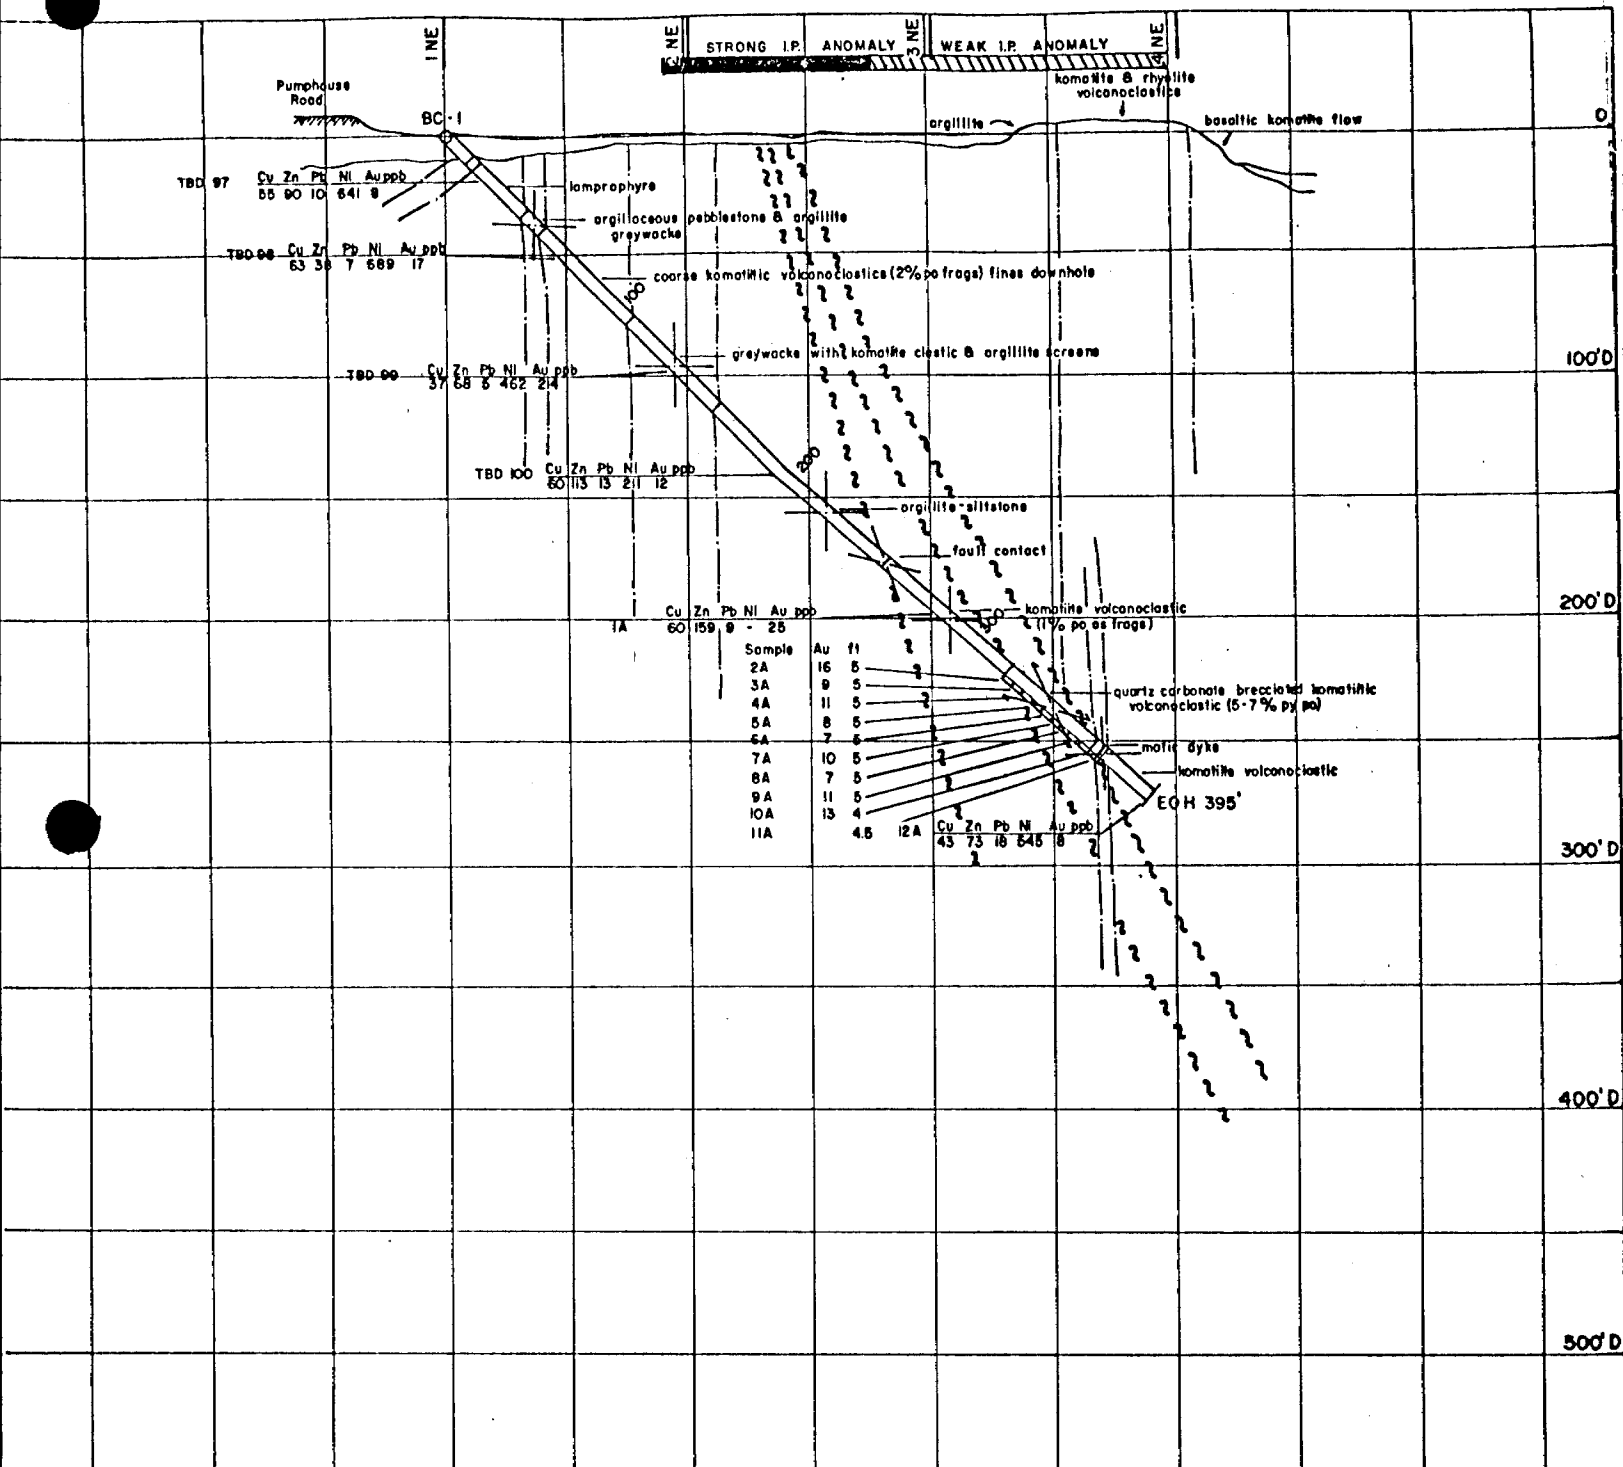 1 NE
NE
STRONG I.P. ANOMALY
3 NE
WEAK I.P. ANOMALY
4 NE
Pumphouse
Road
BC-1
komatiite & rhyolite
volcanoclastics
argillite
basaltic komatiite flow
0
TBD 97
Cu Zn Pb Ni Au ppb
55 90 10 641 9
lamprophyre
argillaceous pebblestone & argillite
greywacke
TBD 98
Cu Zn Pb Ni Au ppb
63 38 7 689 17
coarse komatiitic volcanoclastics (2% po frags) fines downhole
100
greywacke with komatiite clastic & argillite screens
100' D
TBD 99
Cu Zn Pb Ni Au ppb
37 68 6 462 214
200
TBD 100
Cu Zn Pb Ni Au ppb
60 113 13 211 12
argillite-siltstone
fault contact
200' D
1A
Cu Zn Pb Ni Au ppb
60 159 9 - 25
komatiite volcanoclastic
(1% po as frags)
Sample Au ft
2A 16 5
3A 9 5
4A 11 5
5A 8 5
6A 7 5
7A 10 5
8A 7 5
9A 11 5
10A 13 4
11A 4.5
quartz carbonate brecciated komatiitic
volcanoclastic (5-7% py po)
mafic dyke
komatiite volcanoclastic
EOH 395'
12A
Cu Zn Pb Ni Au ppb
43 73 18 545 8
300' D
400' D
500' D